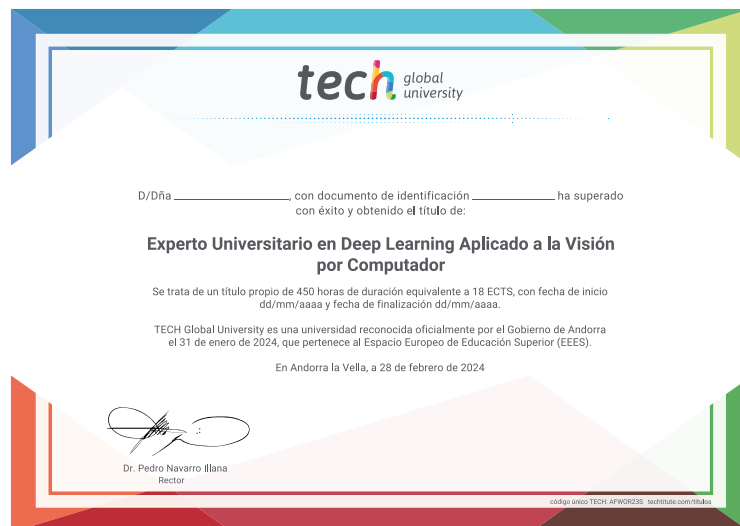 tech global
university
D/Dña ____________, con documento de identificación ____________ ha superado
con éxito y obtenido el título de:
Experto Universitario en Deep Learning Aplicado a la Visión
por Computador
Se trata de un título propio de 450 horas de duración equivalente a 18 ECTS, con fecha de inicio
dd/mm/aaaa y fecha de finalización dd/mm/aaaa.
TECH Global University es una universidad reconocida oficialmente por el Gobierno de Andorra
el 31 de enero de 2024, que pertenece al Espacio Europeo de Educación Superior (EEES).
En Andorra la Vella, a 28 de febrero de 2024
Dr. Pedro Navarro Illana
Rector
código único TECH: AFWOR23S techtitute.com/titulos